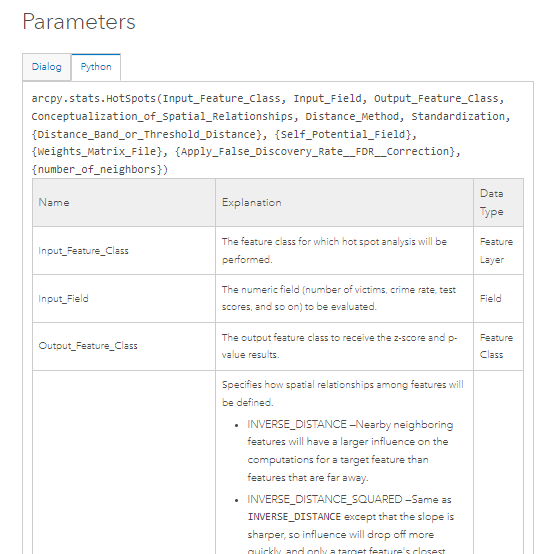 Parameters
Dialog
Python
arcpy.stats.HotSpots(Input_Feature_Class, Input_Field, Output_Feature_Class,
Conceptualization_of_Spatial_Relationships, Distance_Method, Standardization,
{Distance_Band_or_Threshold_Distance}, {Self_Potential_Field},
{Weights_Matrix_File}, {Apply_False_Discovery_Rate__FDR__Correction},
{number_of_neighbors})
Name
Explanation
Data
Type
Input_Feature_Class
The feature class for which hot spot analysis will be
performed.
Feature
Layer
Input_Field
The numeric field (number of victims, crime rate, test
scores, and so on) to be evaluated.
Field
Output_Feature_Class
The output feature class to receive the z-score and p-
value results.
Feature
Class
Specifies how spatial relationships among features will
be defined.
• INVERSE_DISTANCE —Nearby neighboring
features will have a larger influence on the
computations for a target feature than
features that are far away.
• INVERSE_DISTANCE_SQUARED —Same as
INVERSE_DISTANCE except that the slope is
sharper, so influence will drop off more
quickly, and only a target feature's closest